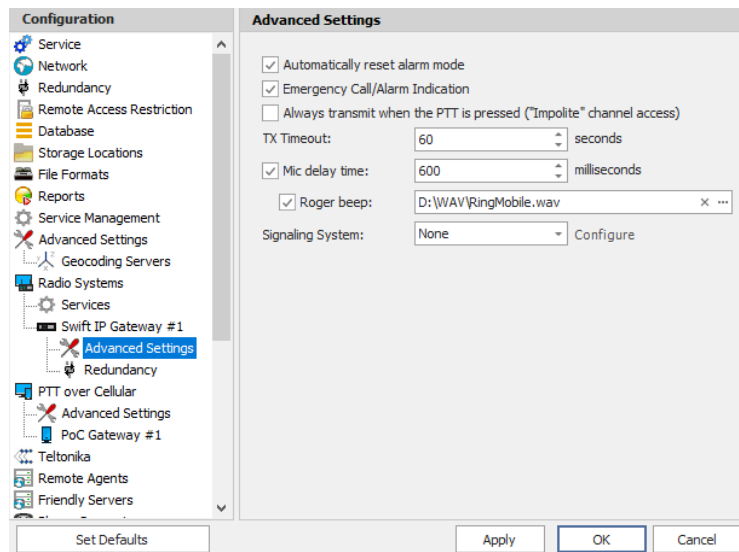 Configuration
Service
Network
Redundancy
Remote Access Restriction
Database
Storage Locations
File Formats
Reports
Service Management
Advanced Settings
Geocoding Servers
Radio Systems
Services
Swift IP Gateway #1
Advanced Settings
Redundancy
PTT over Cellular
Advanced Settings
PoC Gateway #1
Teltonika
Remote Agents
Friendly Servers
Set Defaults
Advanced Settings
Automatically reset alarm mode
Emergency Call/Alarm Indication
Always transmit when the PTT is pressed ("Impolite" channel access)
TX Timeout: 60 seconds
Mic delay time: 600 milliseconds
Roger beep: D:\WAV\RingMobile.wav
Signaling System: None Configure
Apply OK Cancel